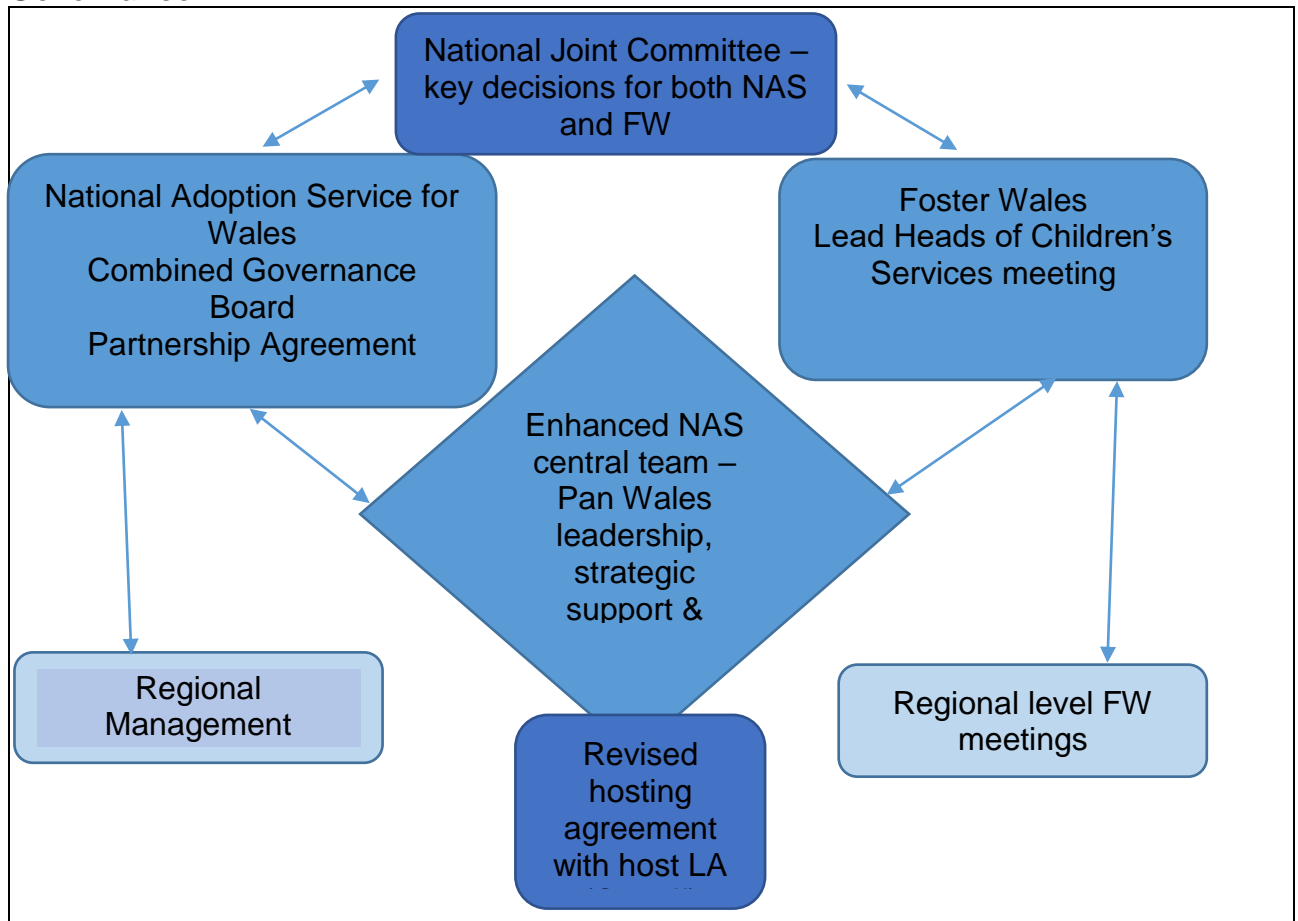 National Joint Committee –
key decisions for both NAS
and FW
National Adoption Service for
Wales
Combined Governance
Board
Partnership Agreement
Foster Wales
Lead Heads of Children’s
Services meeting
Enhanced NAS
central team –
Pan Wales
leadership,
strategic
support &
Regional
Management
Regional level FW
meetings
Revised
hosting
agreement
with host LA